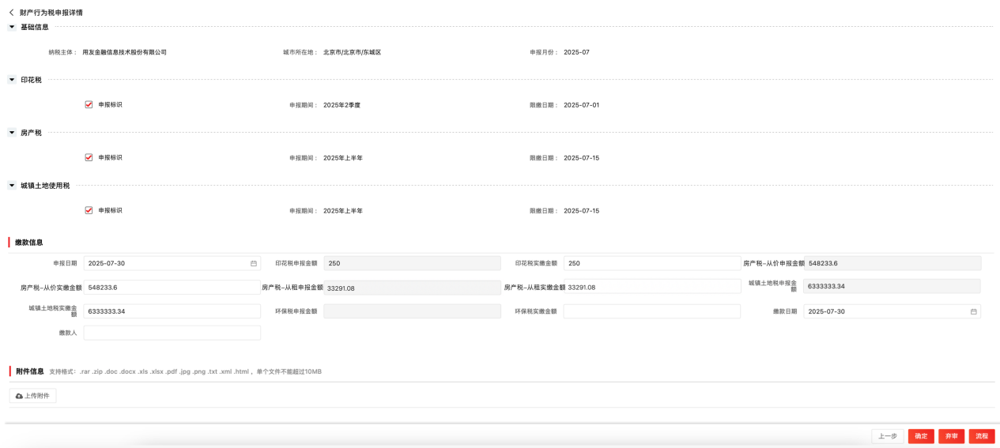 财产行为税申报详情
基础信息
纳税主体： 用友金融信息技术股份有限公司 城市所在地： 北京市/北京市/东城区 申报月份： 2025-07
印花税
申报标识 申报期间： 2025年2季度 限缴日期： 2025-07-01
房产税
申报标识 申报期间： 2025年上半年 限缴日期： 2025-07-15
城镇土地使用税
申报标识 申报期间： 2025年上半年 限缴日期： 2025-07-15
缴款信息
申报日期 2025-07-30 印花税申报金额 250 印花税实缴金额 250 房产税-从价申报金额 548233.6
房产税-从价实缴金额 548233.6 房产税-从租申报金额 33291.08 房产税-从租实缴金额 33291.08 城镇土地税申报金额 6333333.34
城镇土地税实缴金额 6333333.34 环保税申报金额 环保税实缴金额 缴款日期 2025-07-30
缴款人
附件信息 支持格式：.rar .zip .doc .docx .xls .xlsx .pdf .jpg .png .txt .xml .html ，单个文件不能超过10MB
上传附件
上一步 确定 弃审 流程